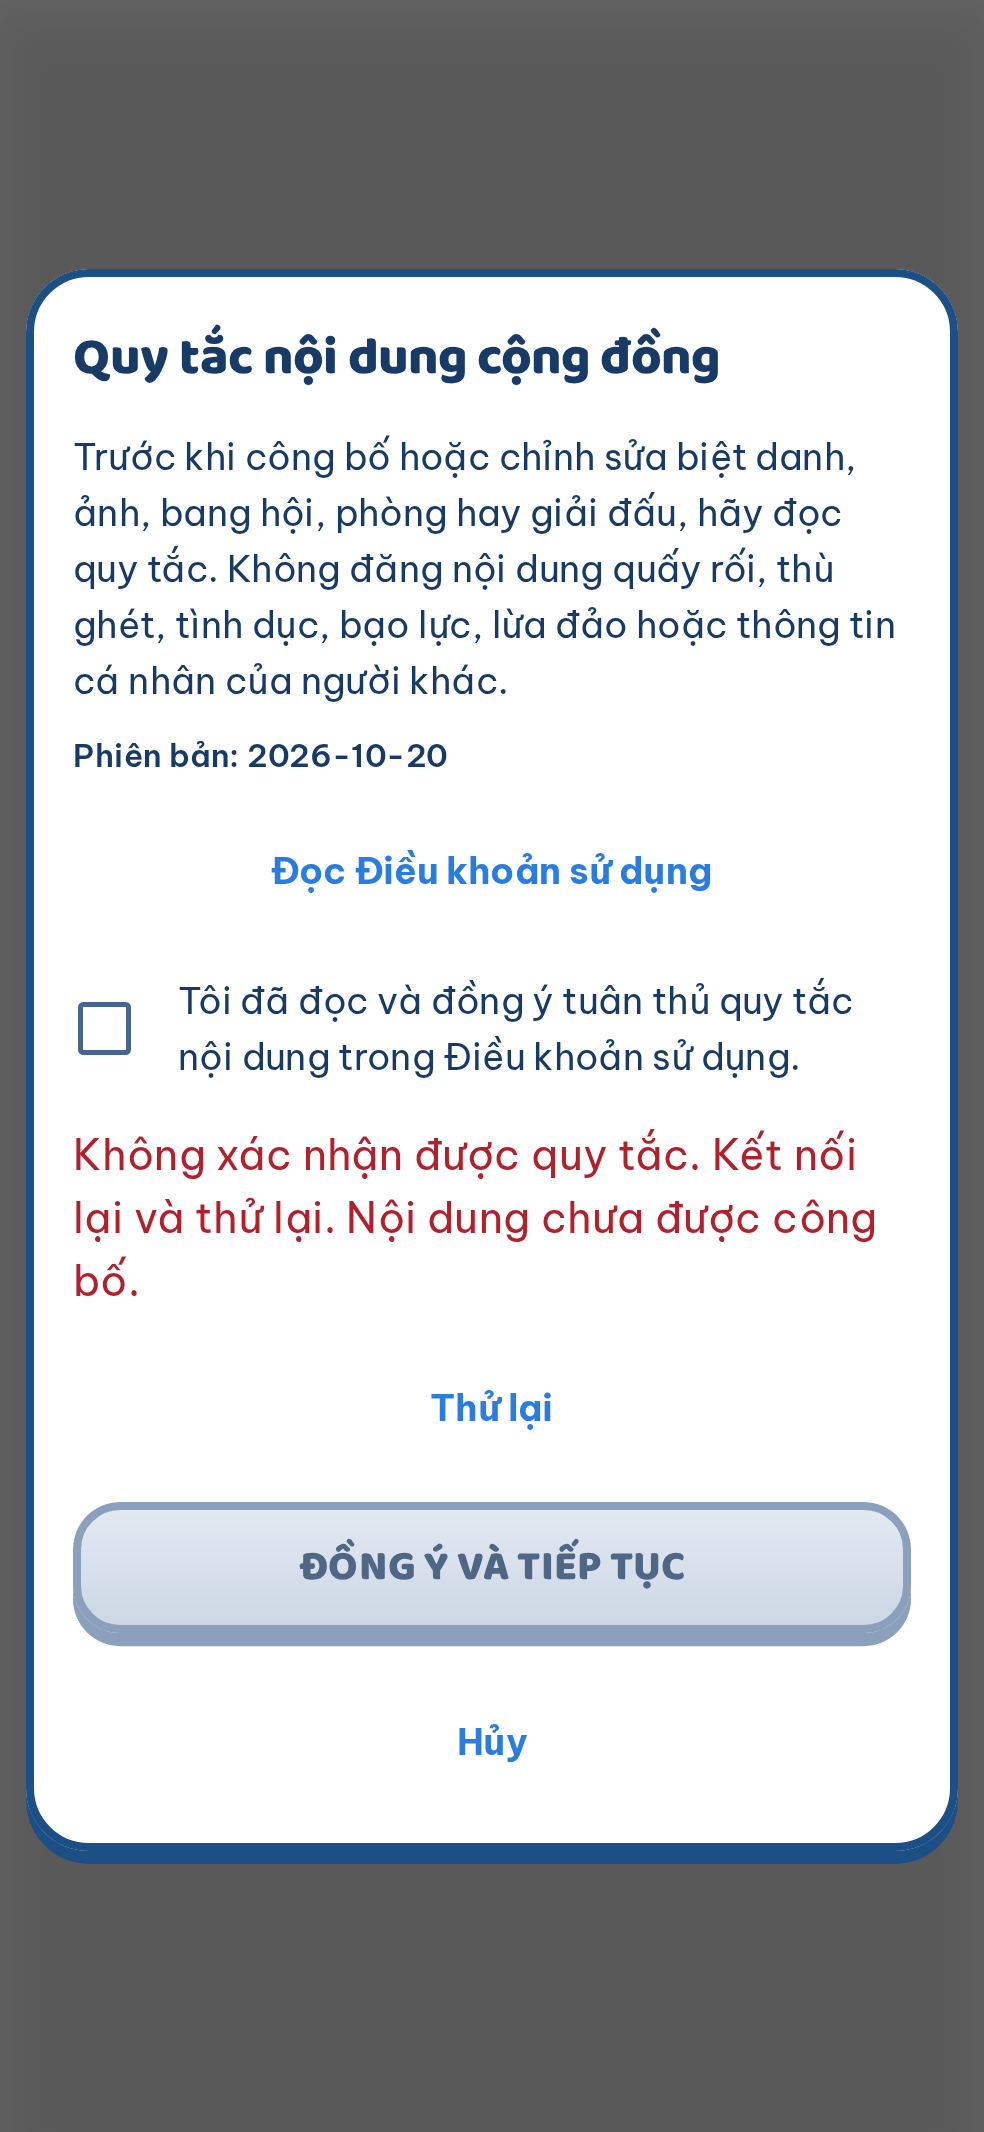 Quy tắc nội dung cộng đồng
Trước khi công bố hoặc chỉnh sửa biệt danh,
ảnh, bang hội, phòng hay giải đấu, hãy đọc
quy tắc. Không đăng nội dung quấy rối, thù
ghét, tình dục, bạo lực, lừa đảo hoặc thông tin
cá nhân của người khác.
Phiên bản: 2026-10-20
Đọc Điều khoản sử dụng
Tôi đã đọc và đồng ý tuân thủ quy tắc
nội dung trong Điều khoản sử dụng.
Không xác nhận được quy tắc. Kết nối
lại và thử lại. Nội dung chưa được công
bố.
Thử lại
ĐỒNG Ý VÀ TIẾP TỤC
Hủy